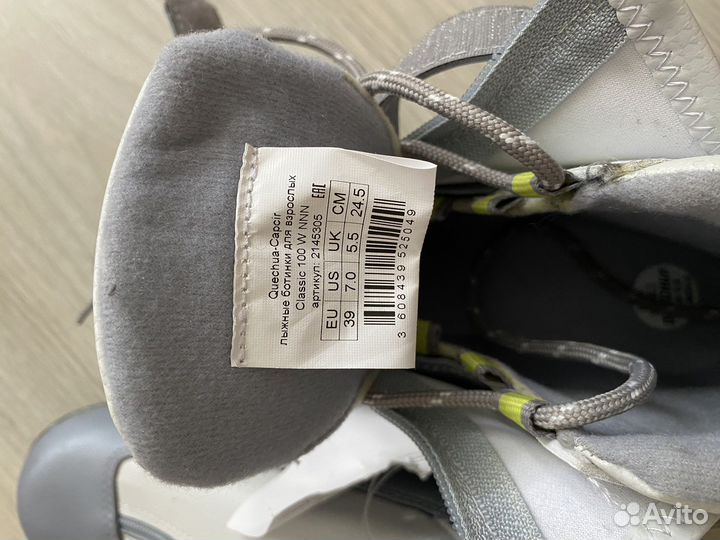 Quechua-Capcir
лыжные ботинки для взрослых
Classic 100 W NNN
артикул: 2145305
EAC
EU US UK CM
39 7.0 5.5 24.5
3 608439 525049
Avito